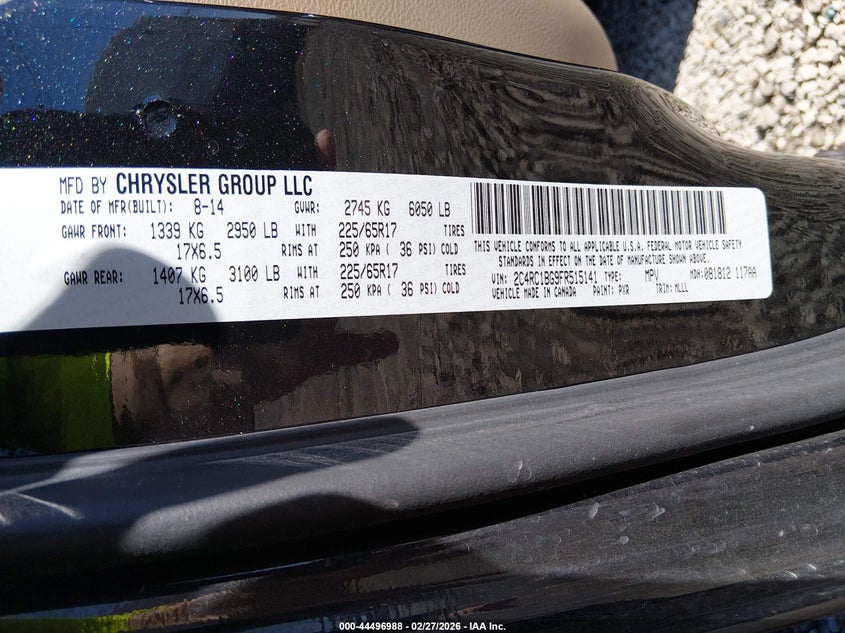 MFD BY CHRYSLER GROUP LLC
DATE OF MFR(BUILT): 8-14 GVWR: 2745 KG 6050 LB
GAWR FRONT: 1339 KG 2950 LB WITH 225/65R17 TIRES
17X6.5 RIMS AT 250 KPA ( 36 PSI) COLD
GAWR REAR: 1407 KG 3100 LB WITH 225/65R17 TIRES
17X6.5 RIMS AT 250 KPA ( 36 PSI) COLD
THIS VEHICLE CONFORMS TO ALL APPLICABLE U.S.A. FEDERAL MOTOR VEHICLE SAFETY
STANDARDS IN EFFECT ON THE DATE OF MANUFACTURE SHOWN ABOVE.
VIN: 2C4RC1BG9FR515141 TYPE: MPV MDH: 081812 117AA
VEHICLE MADE IN CANADA PAINT: PXR TRIM: MLLL
000-44496988 - 02/27/2026 - IAA Inc.